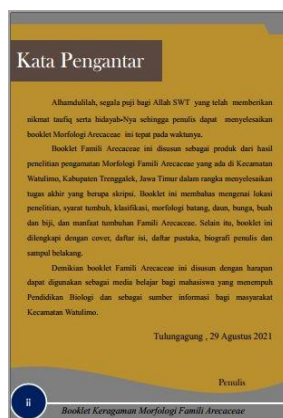 Kata Pengantar
Alhamdulilah, segala puji bagi Allah SWT yang telah memberikan
nikmat taufiq serta hidayah-Nya sehingga penulis dapat menyelesaikan
booklet Morfologi Arecaceae ini tepat pada waktunya.
Booklet Famili Arecaceae ini disusun sebagai produk dari hasil
penelitian pengamatan Morfologi Famili Arecaceae yang ada di Kecamatan
Watulimo, Kabupaten Trenggalek, Jawa Timur dalam rangka menyelesaikan
tugas akhir yang berupa skripsi. Booklet ini membahas mengenai lokasi
penelitian, syarat tumbuh, klasifikasi, morfologi batang, daun, bunga, buah
dan biji, dan manfaat tumbuhan Famili Arecaceae. Selain itu, booklet ini
dilengkapi dengan cover, daftar isi, daftar pustaka, biografi penulis dan
sampul belakang.
Demikian booklet Famili Arecaceae ini disusun dengan harapan
dapat digunakan sebagai media belajar bagi mahasiswa yang menempuh
Pendidikan Biologi dan sebagai sumber informasi bagi masyarakat
Kecamatan Watulimo.
Tulungagung , 29 Agustus 2021
Penulis
ii
Booklet Keragaman Morfologi Famili Arecaceae